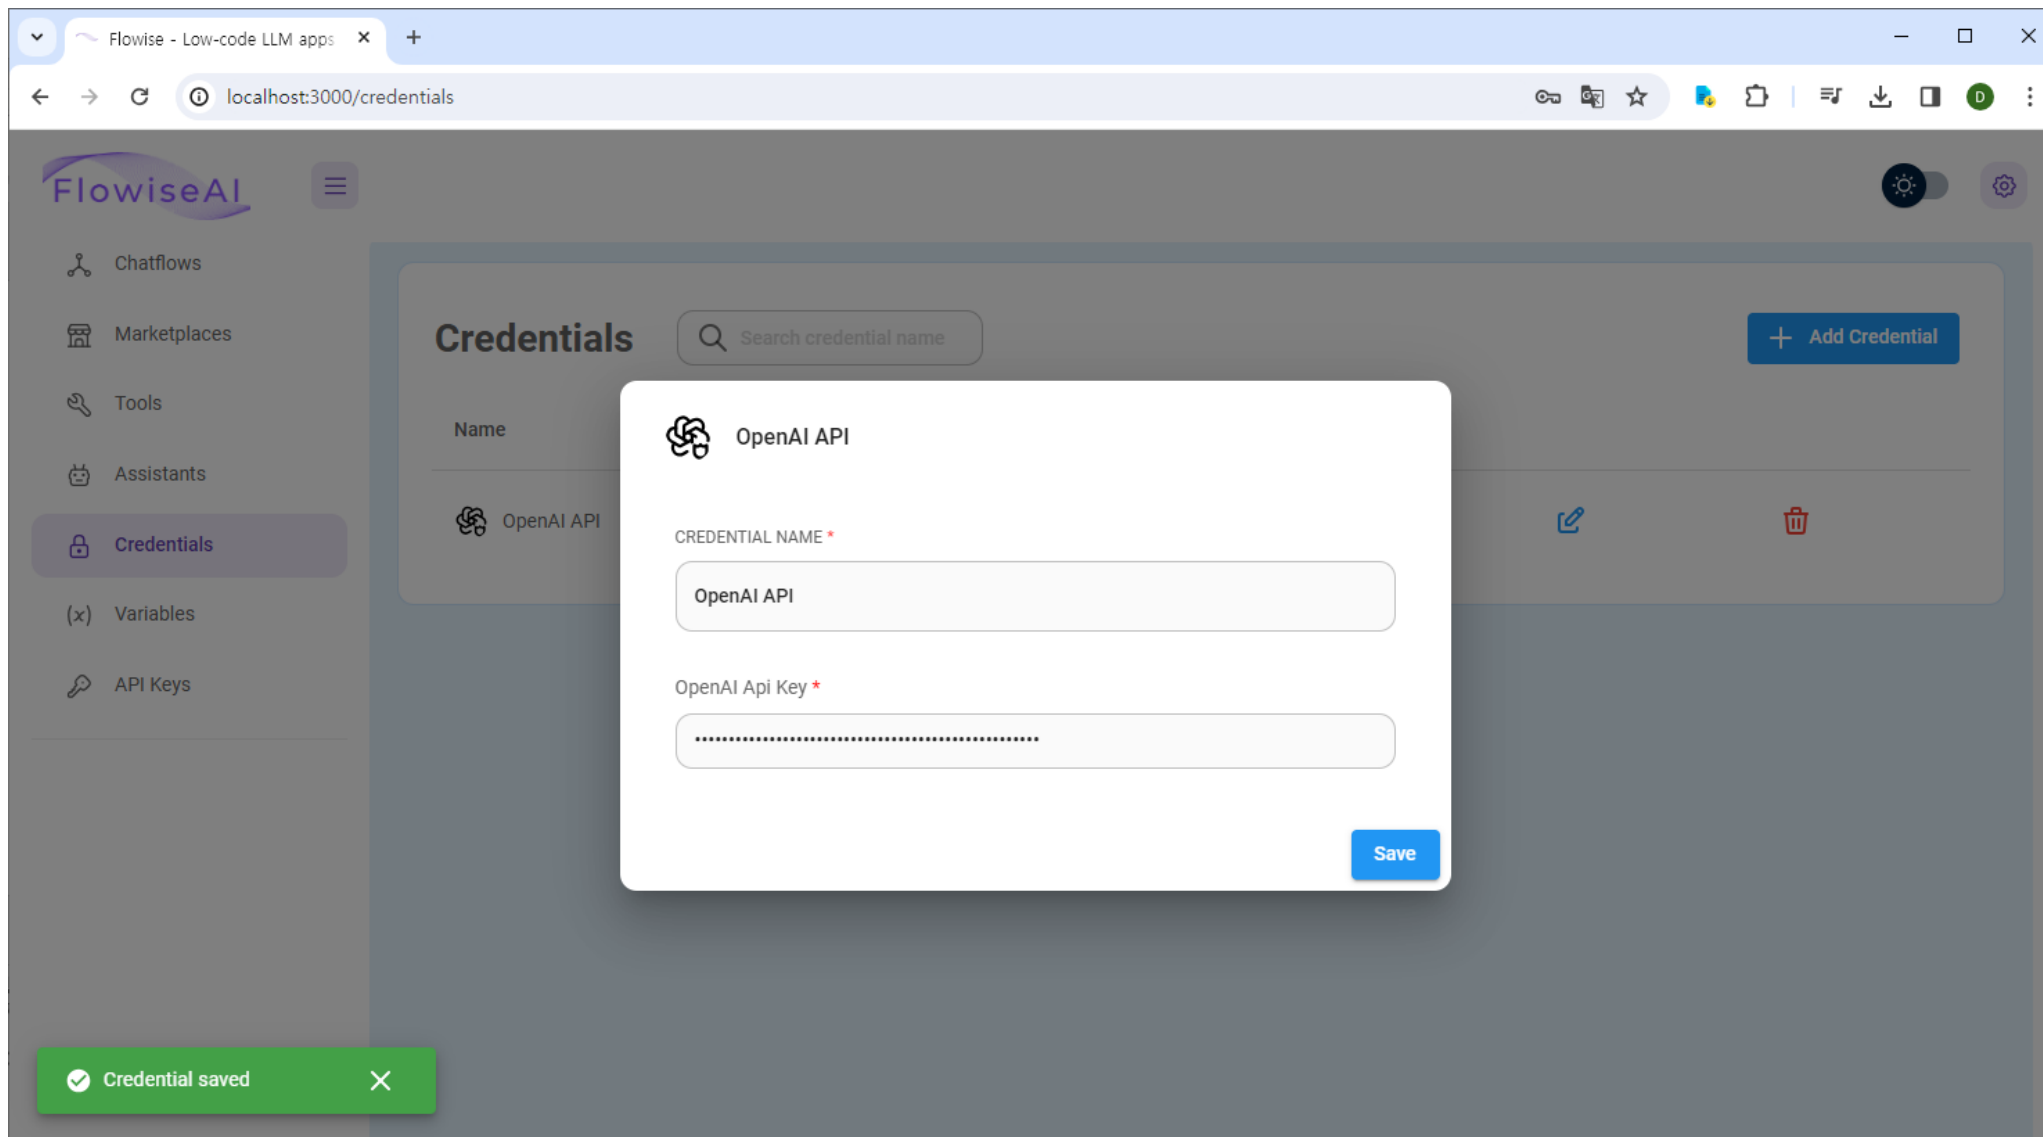 Flowise - Low-code LLM apps
localhost:3000/credentials
D
FlowiseAI
Chatflows
Marketplaces
Tools
Assistants
Credentials
(x) Variables
API Keys
Credentials
Search credential name
Add Credential
Name
OpenAI API
OpenAI API
CREDENTIAL NAME *
OpenAI API
OpenAI Api Key *
Save
Credential saved